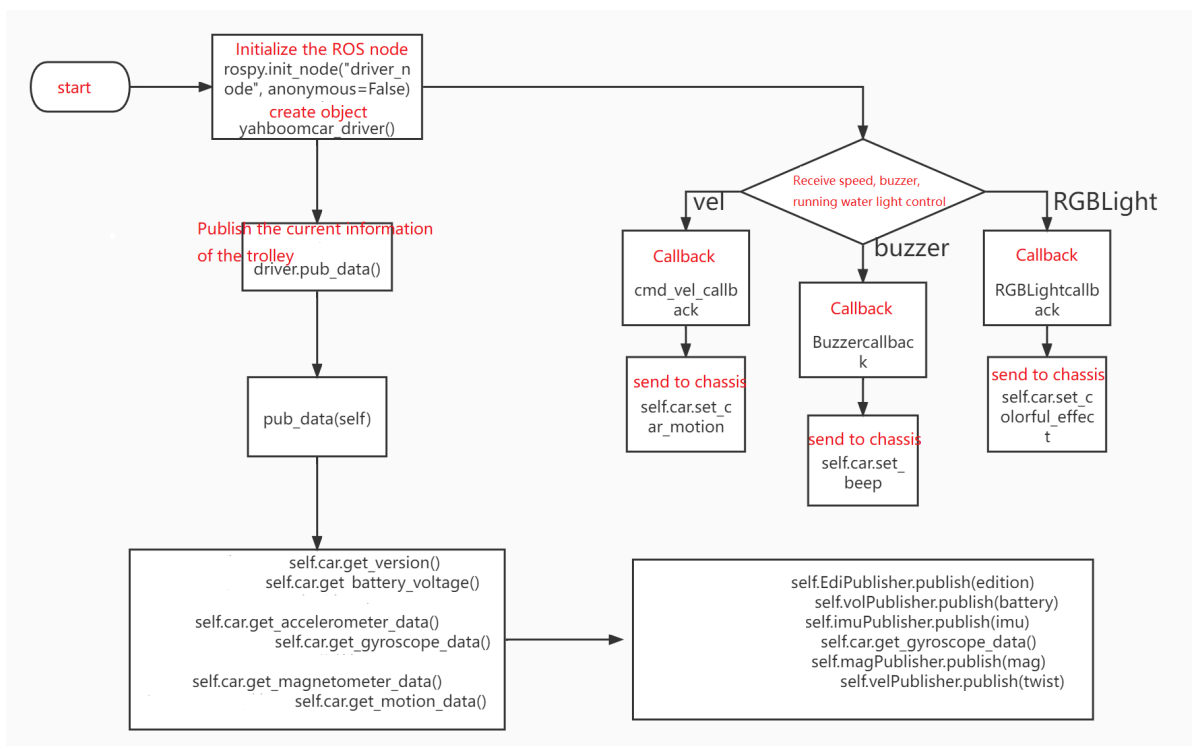 start
Initialize the ROS node
rospy.init_node("driver_n
ode", anonymous=False)
create object
yahboomcar_driver()
Publish the current information
of the trolley
driver.pub_data()
pub_data(self)
self.car.get_version()
self.car.get_battery_voltage()
self.car.get_accelerometer_data()
self.car.get_gyroscope_data()
self.car.get_magnetometer_data()
self.car.get_motion_data()
self.EdiPublisher.publish(edition)
self.volPublisher.publish(battery)
self.imuPublisher.publish(imu)
self.car.get_gyroscope_data()
self.magPublisher.publish(mag)
self.velPublisher.publish(twist)
Receive speed, buzzer,
running water light control
vel
Callback
cmd_vel_callb
ack
send to chassis
self.car.set_c
ar_motion
buzzer
Callback
Buzzercallbac
k
send to chassis
self.car.set_
beep
RGBLight
Callback
RGBLightcallb
ack
send to chassis
self.car.set_c
olorful_effec
t